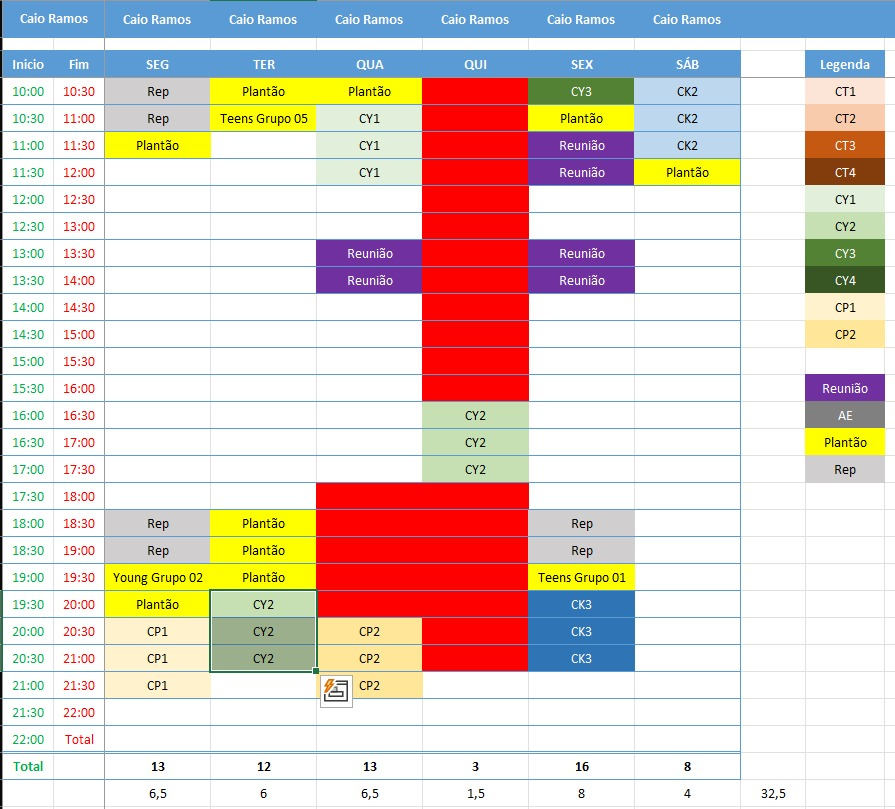 Caio Ramos Caio Ramos Caio Ramos Caio Ramos Caio Ramos Caio Ramos Caio Ramos
Inicio Fim SEG TER QUA QUI SEX SÁB Legenda
10:00 10:30 Rep Plantão Plantão CY3 CK2 CT1
10:30 11:00 Rep Teens Grupo 05 CY1 Plantão CK2 CT2
11:00 11:30 Plantão CY1 Reunião CK2 CT3
11:30 12:00 CY1 Reunião Plantão CT4
12:00 12:30 CY1
12:30 13:00 CY2
13:00 13:30 Reunião Reunião CY3
13:30 14:00 Reunião Reunião CY4
14:00 14:30 CP1
14:30 15:00 CP2
15:00 15:30
15:30 16:00 Reunião
16:00 16:30 CY2 AE
16:30 17:00 CY2 Plantão
17:00 17:30 CY2 Rep
17:30 18:00
18:00 18:30 Rep Plantão Rep
18:30 19:00 Rep Plantão Rep
19:00 19:30 Young Grupo 02 Plantão Teens Grupo 01
19:30 20:00 Plantão CY2 CK3
20:00 20:30 CP1 CY2 CP2 CK3
20:30 21:00 CP1 CY2 CP2 CK3
21:00 21:30 CP1 CP2
21:30 22:00
22:00 Total
Total 13 12 13 3 16 8
6,5 6 6,5 1,5 8 4 32,5